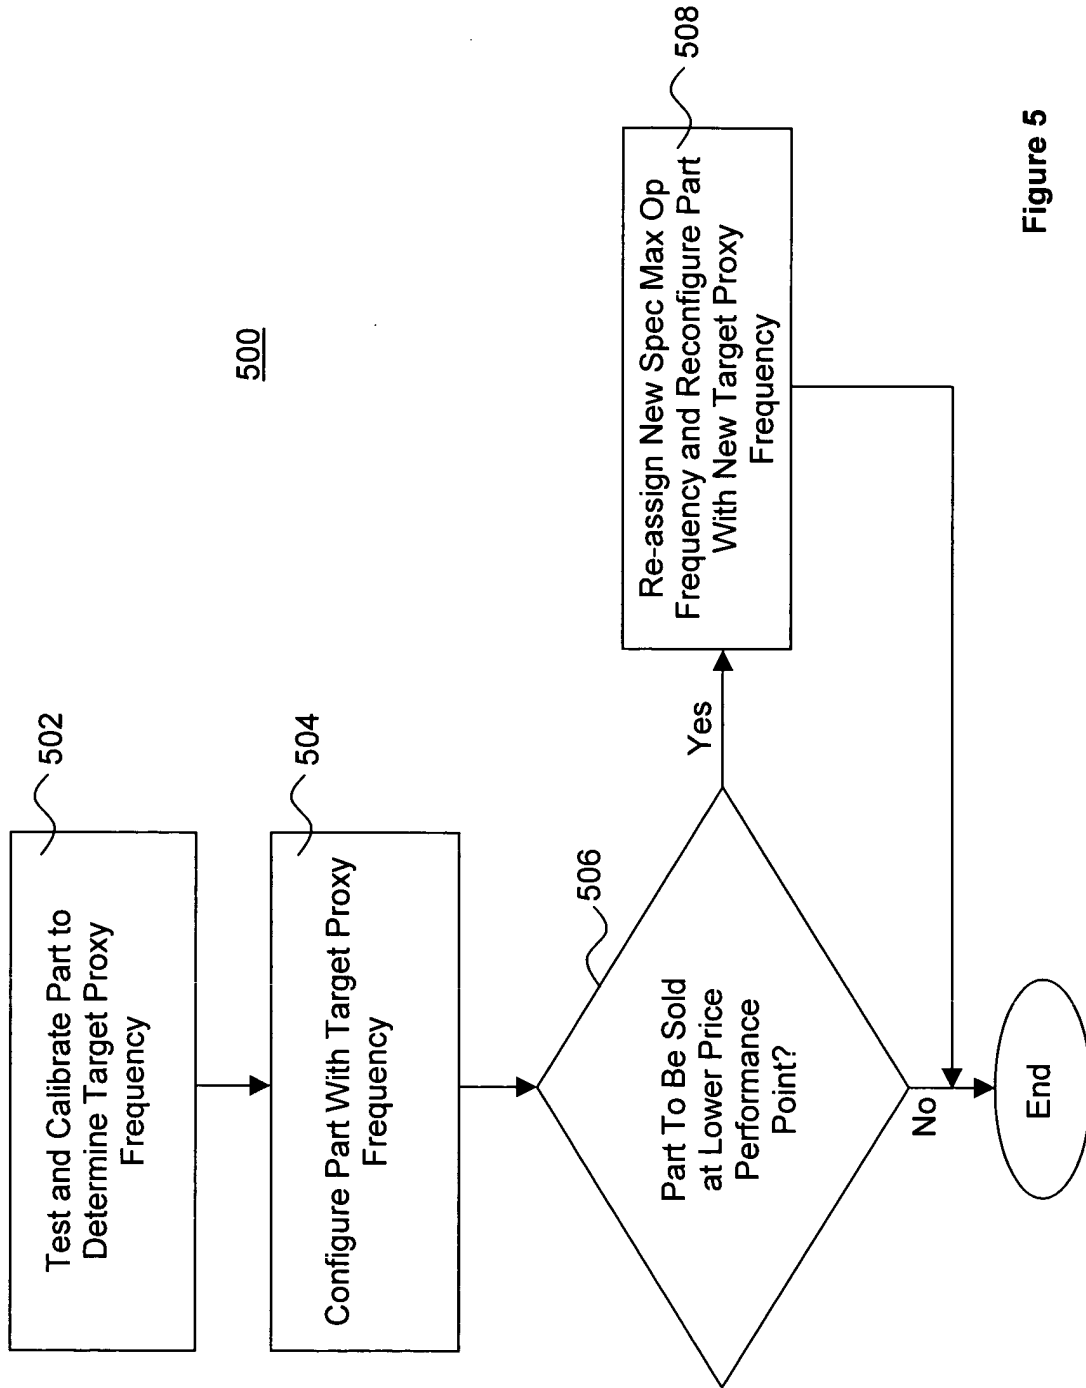 500
502
Test and Calibrate Part to
Determine Target Proxy
Frequency
504
Configure Part With Target Proxy
Frequency
506
Part To Be Sold
at Lower Price
Performance
Point?
Yes
No
508
Re-assign New Spec Max Op
Frequency and Reconfigure Part
With New Target Proxy
Frequency
End
Figure 5